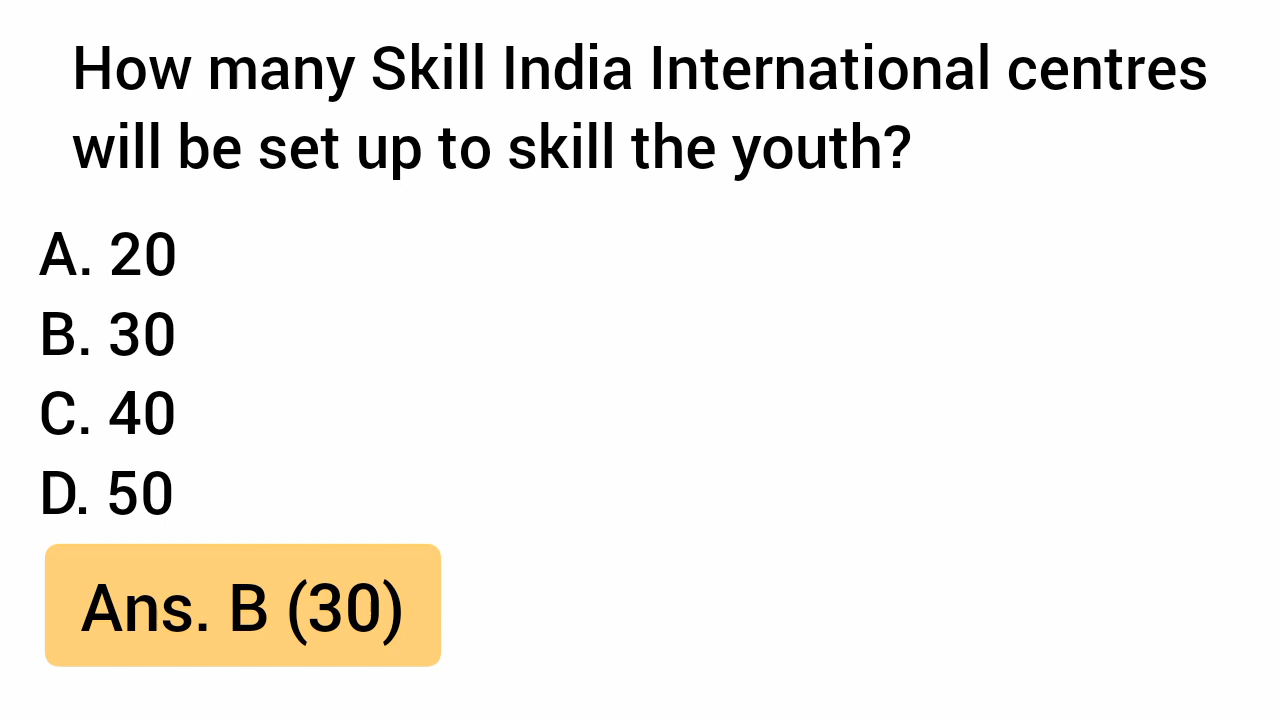 How many Skill India International centres
will be set up to skill the youth?
A. 20
B. 30
C. 40
D. 50
Ans. B (30)